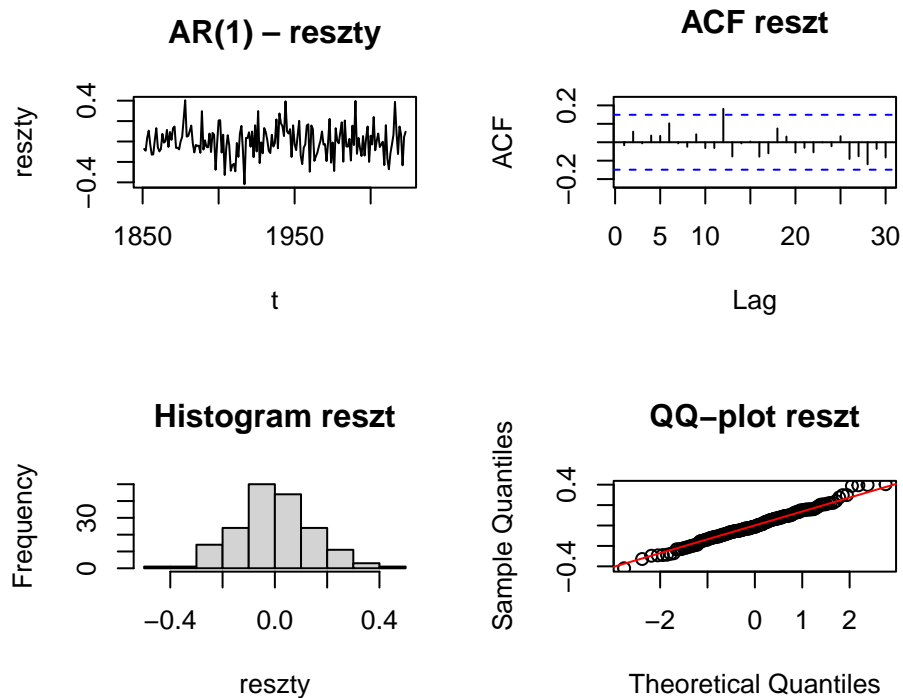 AR(1) – reszty
reszty
0.4
−0.4
1850
1950
t
ACF reszt
ACF
0.2
−0.2
0
5
10
20
30
Lag
Histogram reszt
Frequency
30
0
−0.4
0.0
0.4
reszty
QQ−plot reszt
Sample Quantiles
0.4
−0.4
−2
0
1
2
Theoretical Quantiles